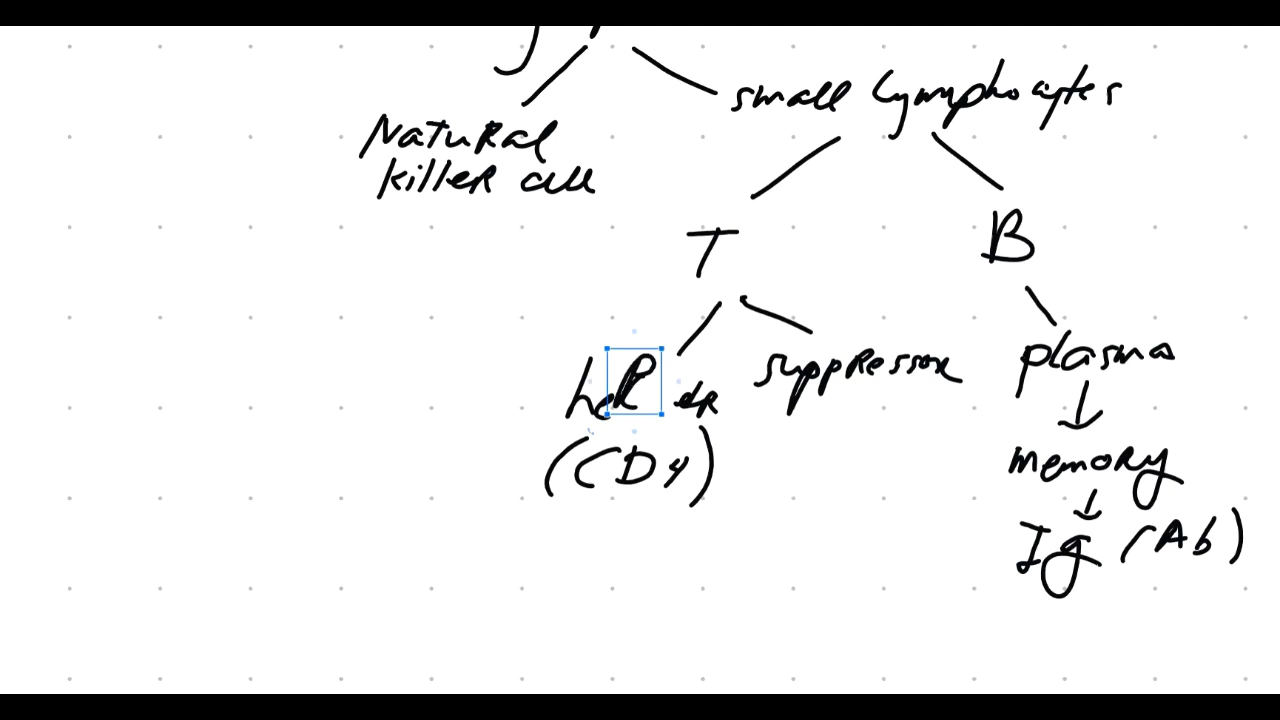 small lymphocytes
Natural
killer cell
T
B
helper
suppressor
plasma
(CD4)
memory
Ig (Ab)